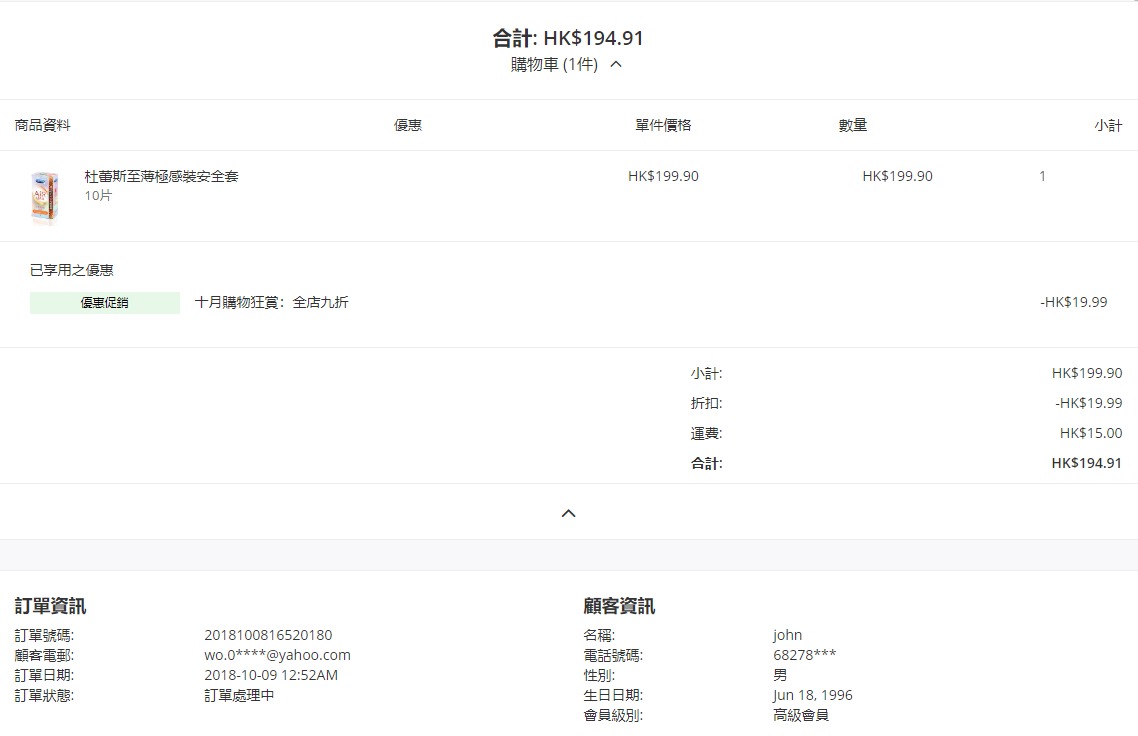 合計: HK$194.91
購物車 (1件)
商品資料 優惠 單件價格 數量 小計
杜蕾斯至薄極感裝安全套 HK$199.90 HK$199.90 1
10片
已享用之優惠
優惠促銷 十月購物狂賞：全店九折 -HK$19.99
小計: HK$199.90
折扣: -HK$19.99
運費: HK$15.00
合計: HK$194.91
訂單資訊
訂單號碼: 2018100816520180
顧客電郵: wo.0****@yahoo.com
訂單日期: 2018-10-09 12:52AM
訂單狀態: 訂單處理中
顧客資訊
名稱: john
電話號碼: 68278***
性別: 男
生日日期: Jun 18, 1996
會員級別: 高級會員